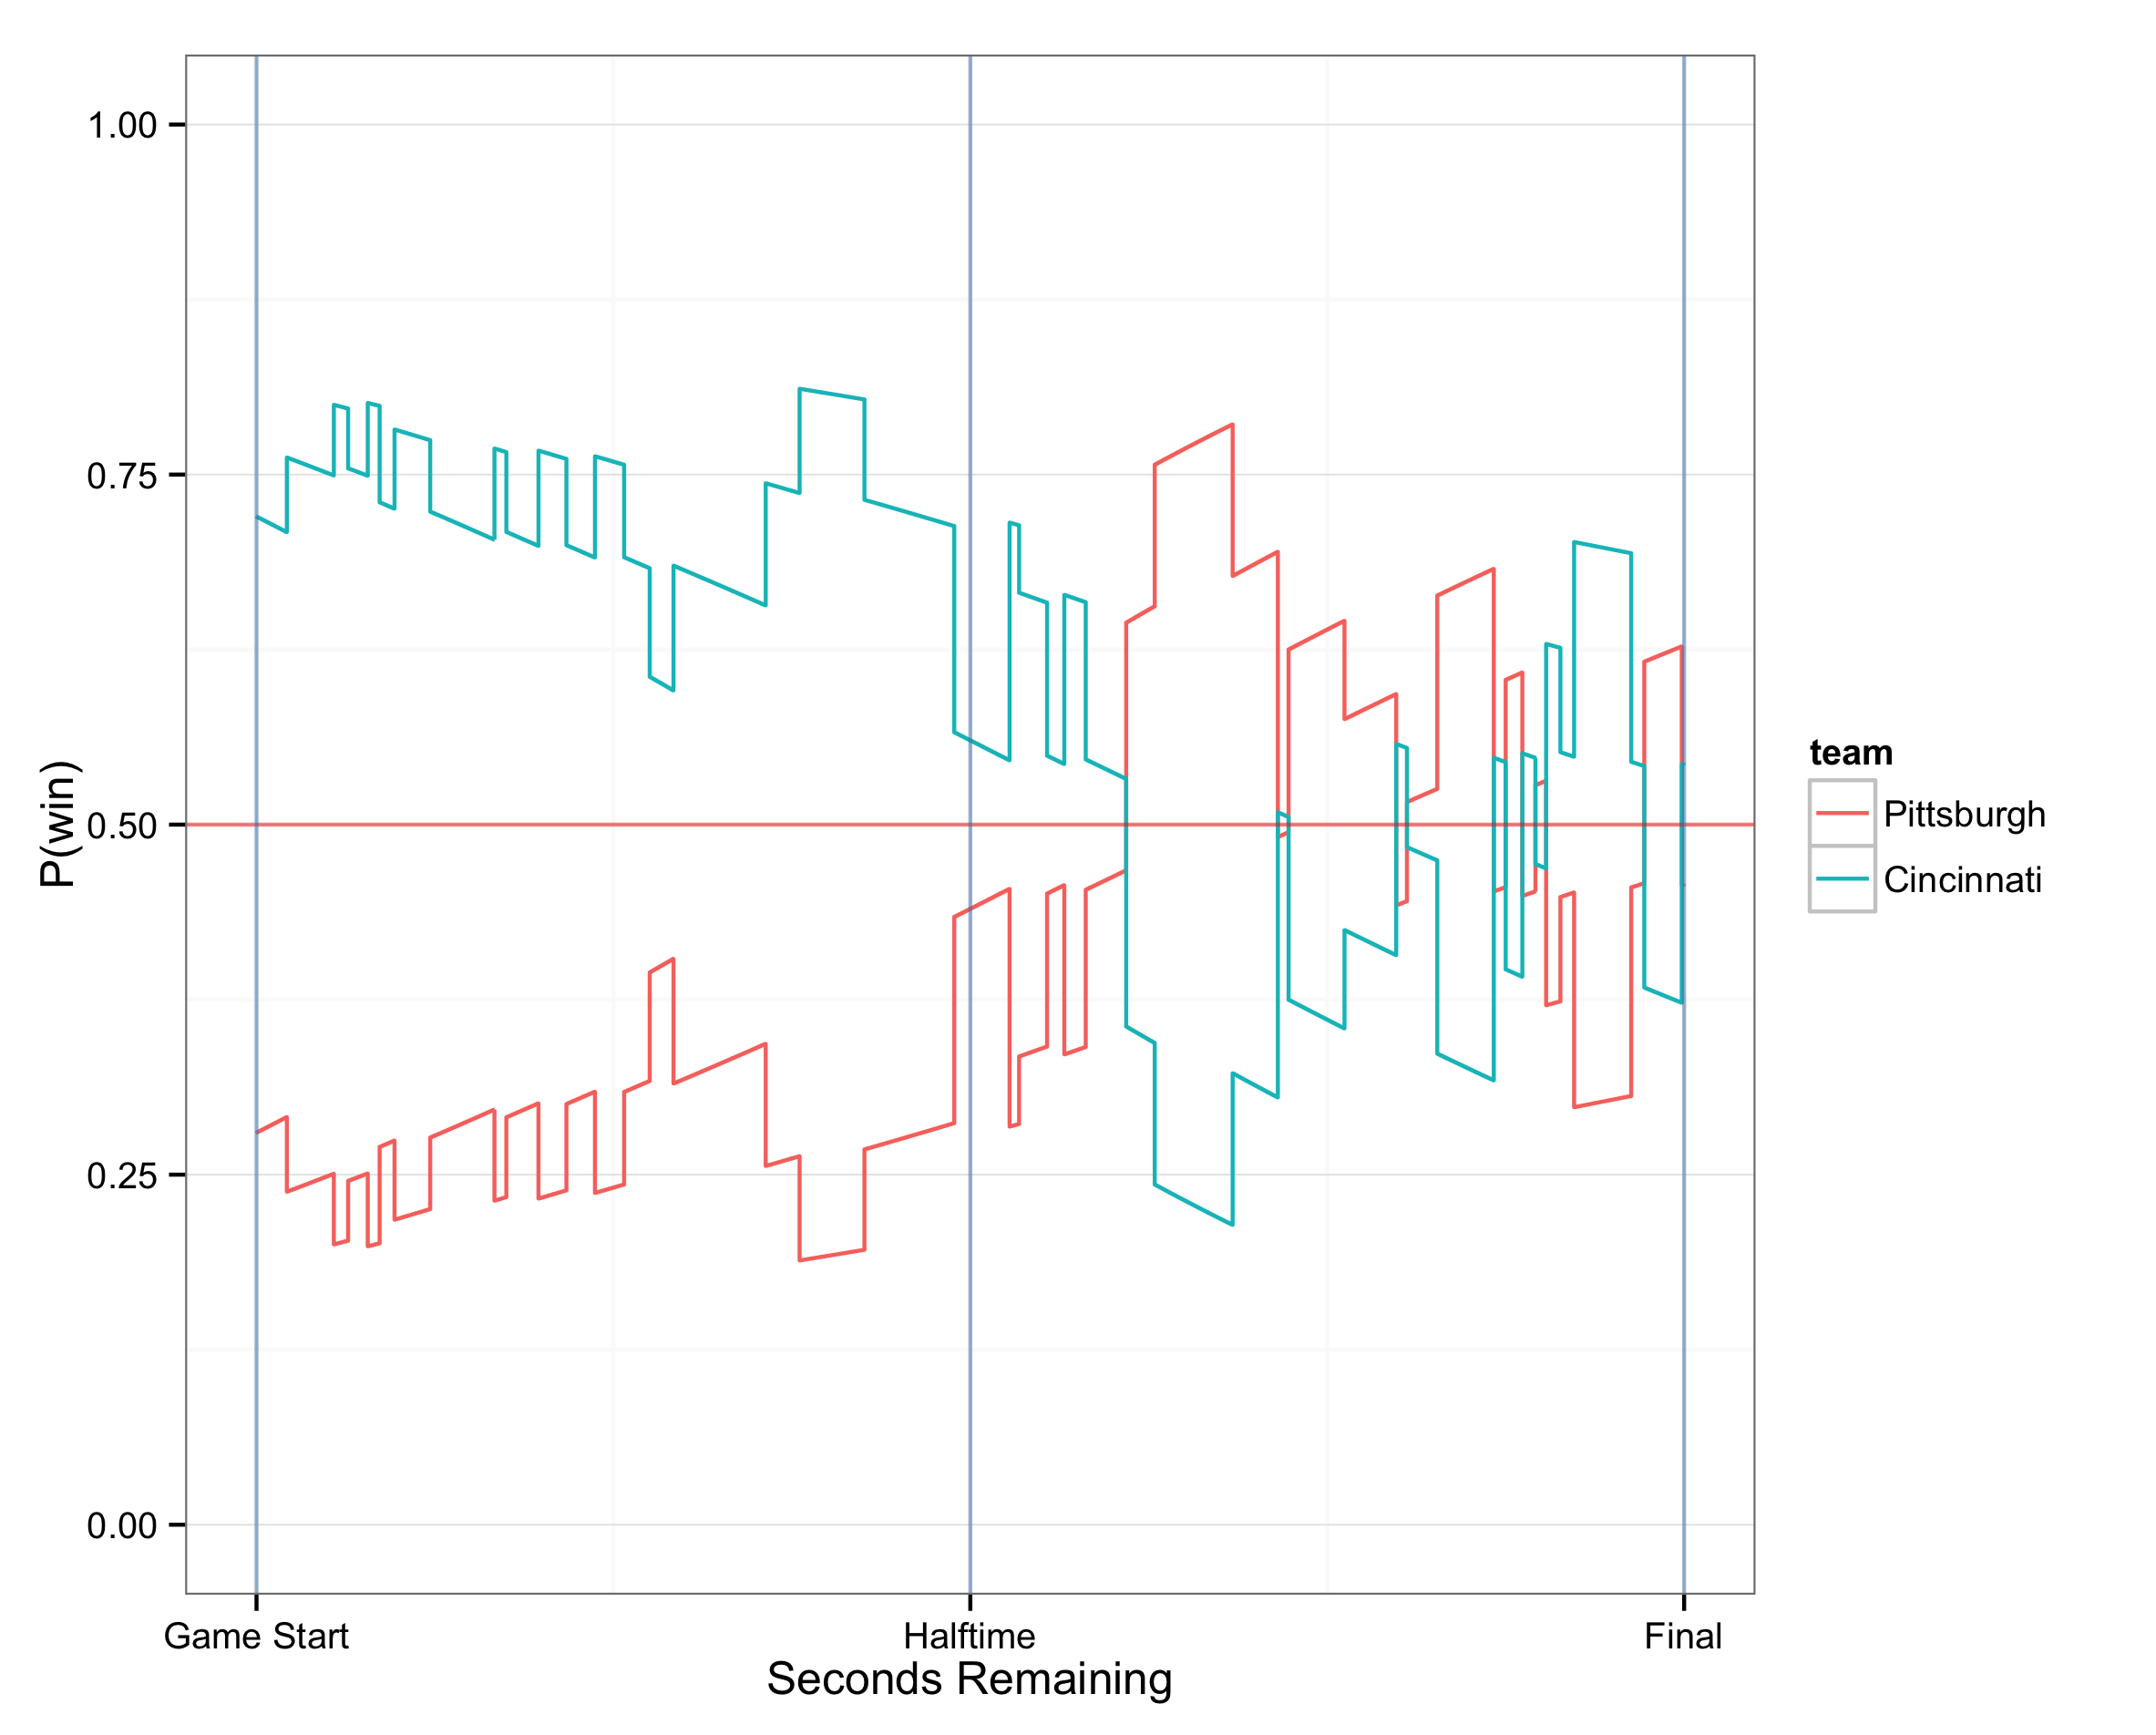 1.00
0.75
0.50
0.25
0.00
P(win)
Game Start
Halftime
Final
Seconds Remaining
team
Pittsburgh
Cincinnati